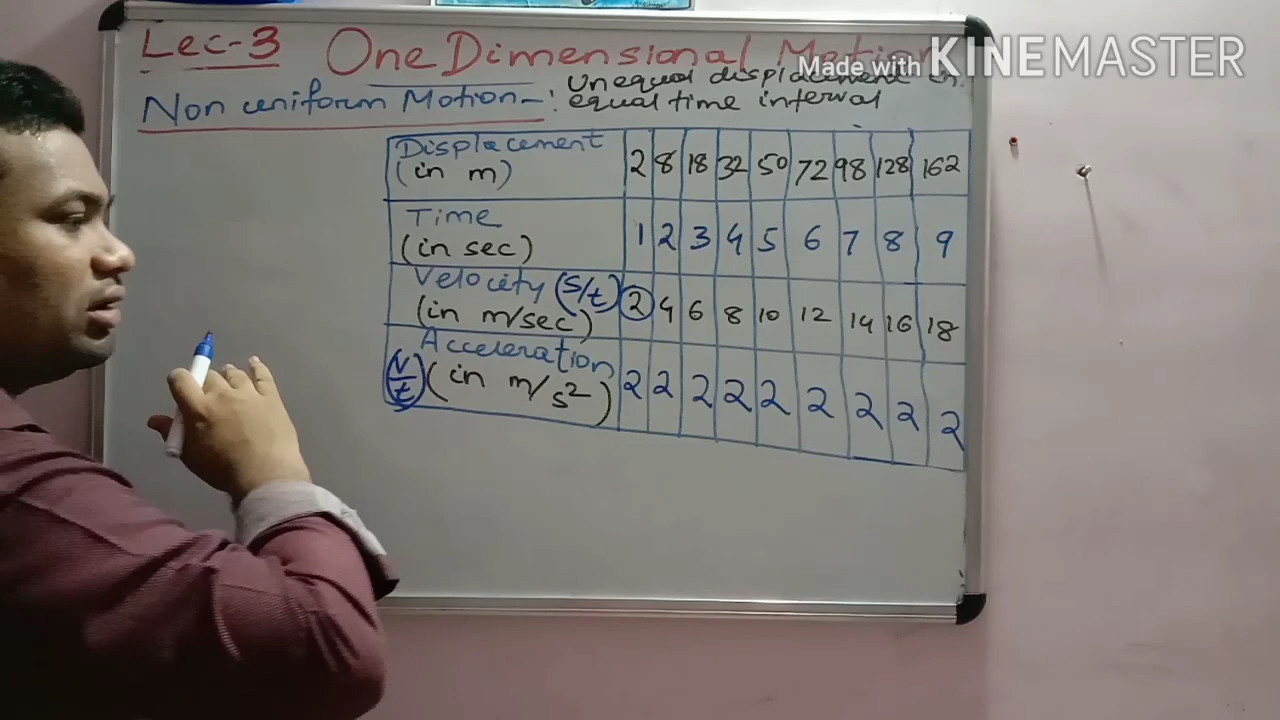 Lec-3 One Dimensional Motion
Made with KINEMASTER
Non uniform Motion-: Unequal displacement in
equal time interval
Displacement (in m) 2 8 18 32 50 72 98 128 162
Time (in sec) 1 2 3 4 5 6 7 8 9
Velocity (s/t) (in m/sec) 2 4 6 8 10 12 14 16 18
Acceleration (v/t) (in m/s²) 2 2 2 2 2 2 2 2 2